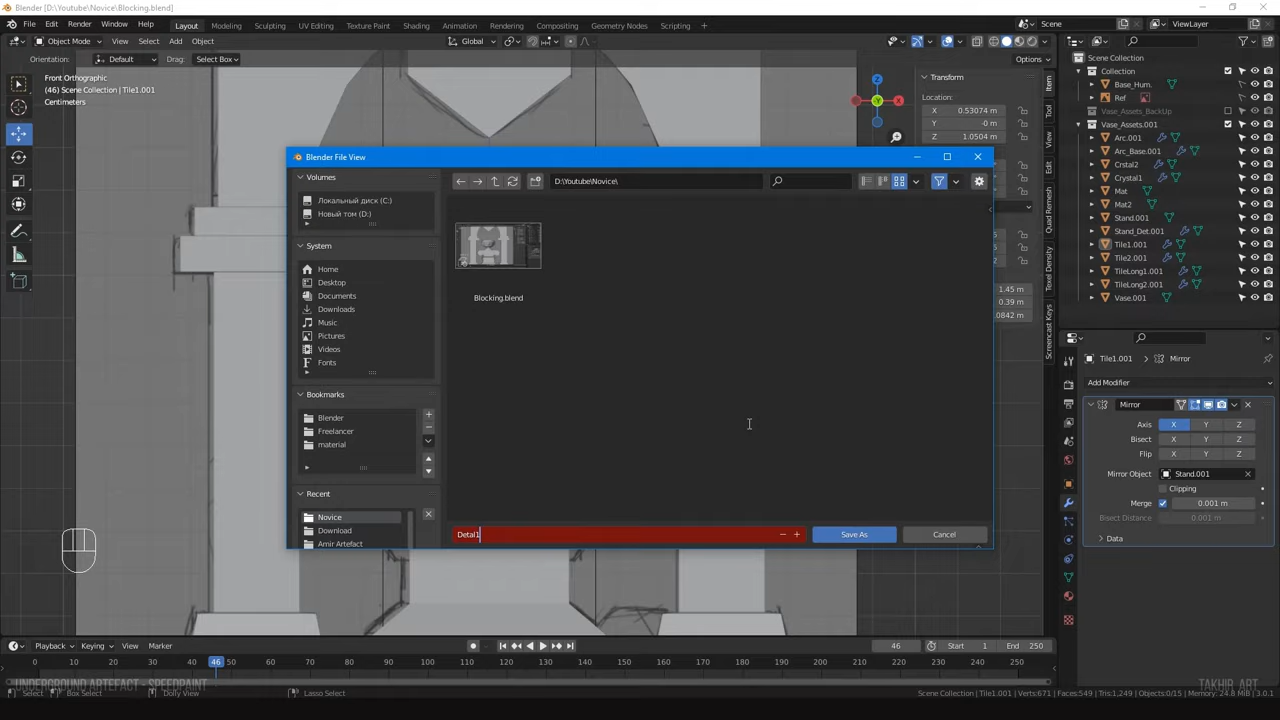 Blender [D:\Youtube\Novice\Blocking.blend]
File Edit Render Window Help Layout Modeling Sculpting UV Editing Texture Paint Shading Animation Rendering Compositing Geometry Nodes Scripting Scene ViewLayer
Object Mode View Select Add Object Global
Orientation: Default Drag: Select Box Options
Front Orthographic
(46) Scene Collection | Tile1.001
Centimeters
Transform
Location:
X 0.53074 m
Y -0 m
Z 1.0504 m
1.45 m
0.39 m
.0842 m
Item
Tool
View
Edit
Quad Remesh
Texel Density
Screencast Keys
Scene Collection
Collection
Base_Hum.
Ref
Vase_Assets_BackUp
Vase_Assets.001
Arc.001
Arc_Base.001
Crstal2
Crystal1
Mat
Mat2
Stand.001
Stand_Det.001
Tile1.001
Tile2.001
TileLong1.001
TileLong2.001
Vase.001
Tile1.001 Mirror
Add Modifier
Mirror
Axis X Y Z
Bisect X Y Z
Flip X Y Z
Mirror Object Stand.001
Clipping
Merge 0.001 m
Bisect Distance 0.001 m
Data
Blender File View
Volumes
Локальный диск (C:)
Новый том (D:)
System
Home
Desktop
Documents
Downloads
Music
Pictures
Videos
Fonts
Bookmarks
Blender
Freelancer
material
Recent
Novice
Download
Amir Artefact
D:\Youtube\Novice\
Blocking.blend
Detal1
Save As Cancel
Playback Keying View Marker 46 Start 1 End 250
0 10 20 30 40 46 50 60 70 80 90 100 110 120 130 140 150 160 170 180 190 200 210 220 230 240 250
UNDERGROUND ARTEFACT - SPEEDPAINT
TAKHIR_ART
Select Box Select Dolly View Lasso Select Scene Collection | Tile1.001 | Verts:671 | Faces:549 | Tris:1,249 | Objects:0/15 | Memory: 24.8 MiB | 3.0.1